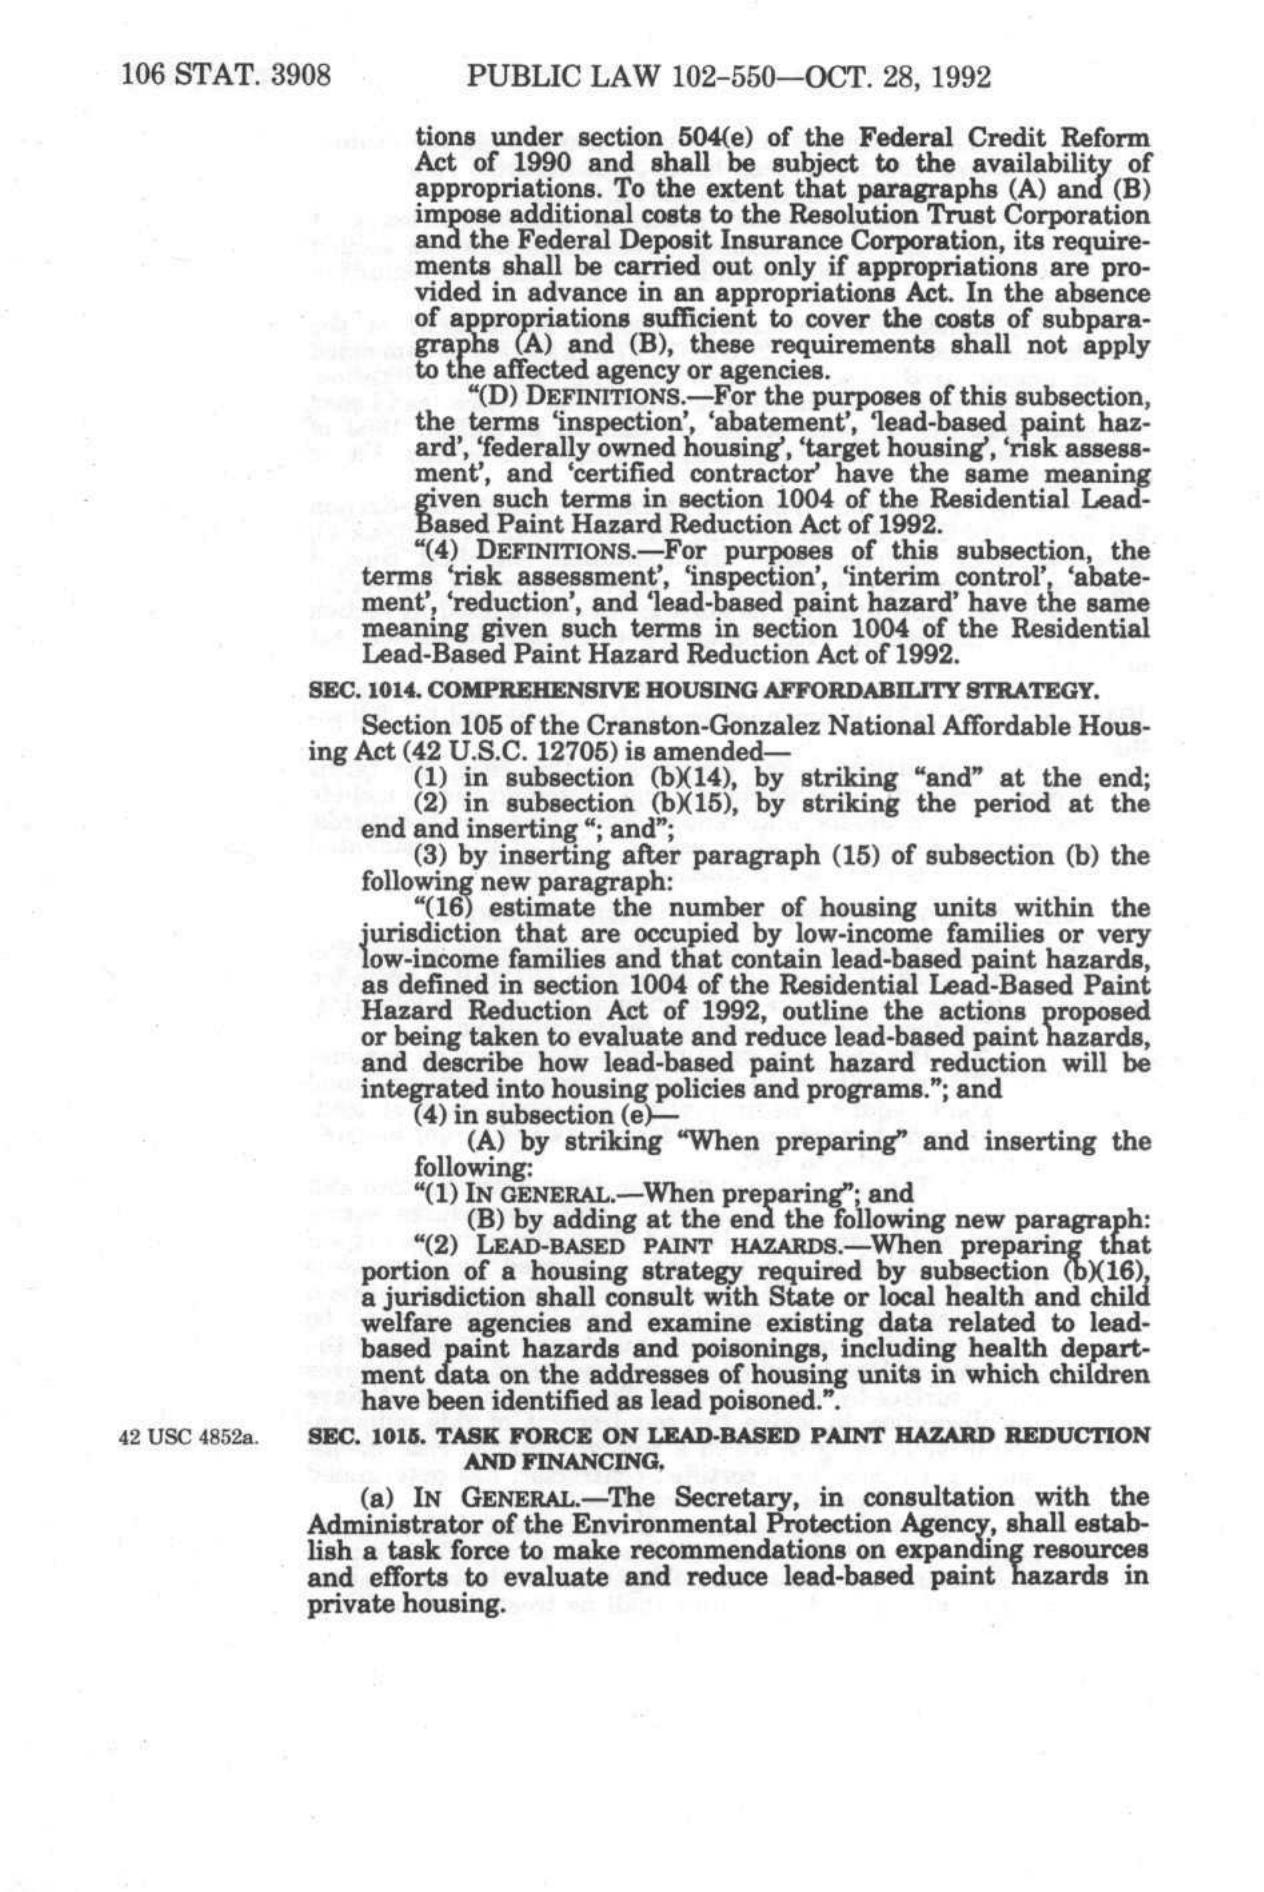 106 STAT. 3908
PUBLIC LAW 102-550—OCT. 28, 1992
tions under section 504(e) of the Federal Credit Reform
Act of 1990 and shall be subject to the availability of
appropriations. To the extent that paragraphs (A) and (B)
impose additional costs to the Resolution Trust Corporation
and the Federal Deposit Insurance Corporation, its require-
ments shall be carried out only if appropriations are pro-
vided in advance in an appropriations Act. In the absence
of appropriations sufficient to cover the costs of subpara-
graphs (A) and (B), these requirements shall not apply
to the affected agency or agencies.
“(D) DEFINITIONS.—For the purposes of this subsection,
the terms ‘inspection’, ‘abatement’, ‘lead-based paint haz-
ard’, ‘federally owned housing’, ‘target housing’, ‘risk assess-
ment’, and ‘certified contractor’ have the same meaning
given such terms in section 1004 of the Residential Lead-
Based Paint Hazard Reduction Act of 1992.
“(4) DEFINITIONS.—For purposes of this subsection, the
terms ‘risk assessment’, ‘inspection’, ‘interim control’, ‘abate-
ment’, ‘reduction’, and ‘lead-based paint hazard’ have the same
meaning given such terms in section 1004 of the Residential
Lead-Based Paint Hazard Reduction Act of 1992.
SEC. 1014. COMPREHENSIVE HOUSING AFFORDABILITY STRATEGY.
Section 105 of the Cranston-Gonzalez National Affordable Hous-
ing Act (42 U.S.C. 12705) is amended—
(1) in subsection (b)(14), by striking “and” at the end;
(2) in subsection (b)(15), by striking the period at the
end and inserting “; and”;
(3) by inserting after paragraph (15) of subsection (b) the
following new paragraph:
“(16) estimate the number of housing units within the
jurisdiction that are occupied by low-income families or very
low-income families and that contain lead-based paint hazards,
as defined in section 1004 of the Residential Lead-Based Paint
Hazard Reduction Act of 1992, outline the actions proposed
or being taken to evaluate and reduce lead-based paint hazards,
and describe how lead-based paint hazard reduction will be
integrated into housing policies and programs.”; and
(4) in subsection (e)—
(A) by striking “When preparing” and inserting the
following:
“(1) IN GENERAL.—When preparing”; and
(B) by adding at the end the following new paragraph:
“(2) LEAD-BASED PAINT HAZARDS.—When preparing that
portion of a housing strategy required by subsection (b)(16),
a jurisdiction shall consult with State or local health and child
welfare agencies and examine existing data related to lead-
based paint hazards and poisonings, including health depart-
ment data on the addresses of housing units in which children
have been identified as lead poisoned.”.
42 USC 4852a.
SEC. 1015. TASK FORCE ON LEAD-BASED PAINT HAZARD REDUCTION
AND FINANCING.
(a) IN GENERAL.—The Secretary, in consultation with the
Administrator of the Environmental Protection Agency, shall estab-
lish a task force to make recommendations on expanding resources
and efforts to evaluate and reduce lead-based paint hazards in
private housing.